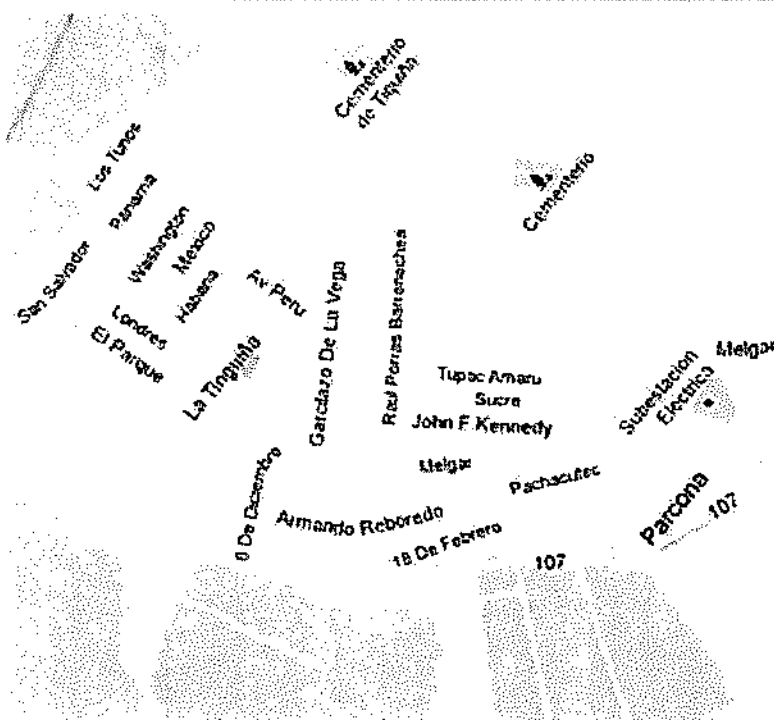 Cementerio
de Tiquña
Cementerio
Los Tunos
Panama
Washington
Mexico
Habana
San Salvador
Londres
El Parque
Av Peru
La Tinguiña
Garcilazo De La Vega
Raul Porras Barrenechea
Tupac Amaru
Sucre
John F. Kennedy
Melgar
Subestacion
Electrica
Melgar
Pachacutec
Armando Reboredo
18 De Febrero
De Diciembre
Parcona
107
107